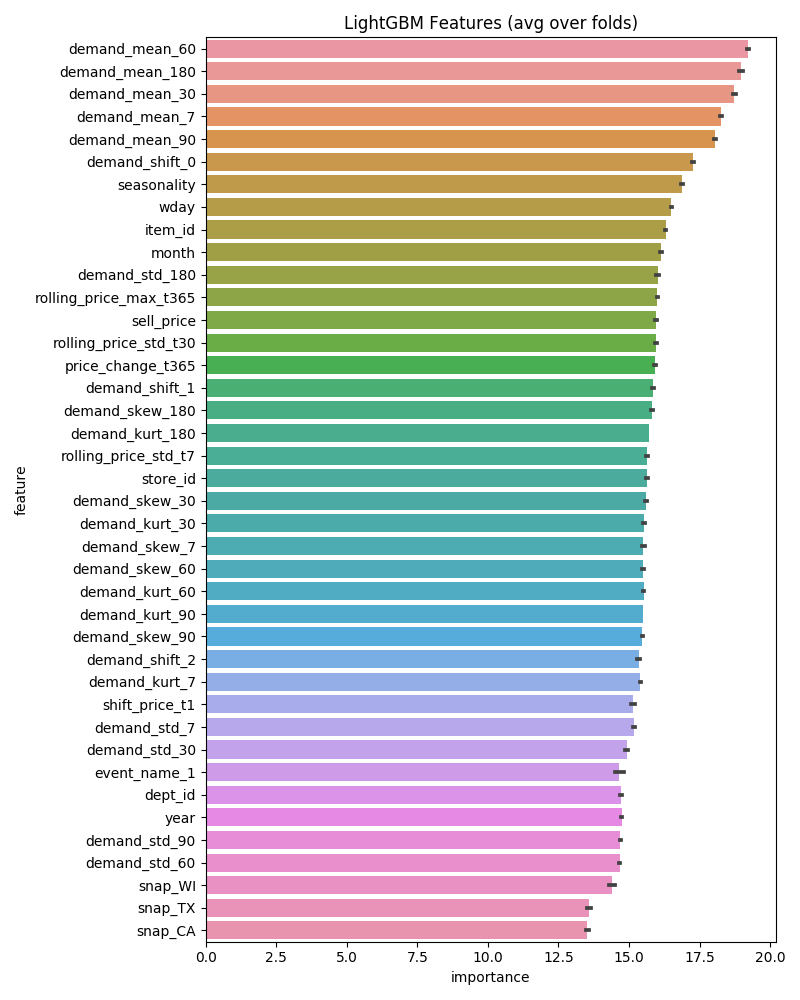 LightGBM Features (avg over folds)
demand_mean_60
demand_mean_180
demand_mean_30
demand_mean_7
demand_mean_90
demand_shift_0
seasonality
wday
item_id
month
demand_std_180
rolling_price_max_t365
sell_price
rolling_price_std_t30
price_change_t365
demand_shift_1
demand_skew_180
demand_kurt_180
rolling_price_std_t7
store_id
demand_skew_30
demand_kurt_30
demand_skew_7
demand_skew_60
demand_kurt_60
demand_kurt_90
demand_skew_90
demand_shift_2
demand_kurt_7
shift_price_t1
demand_std_7
demand_std_30
event_name_1
dept_id
year
demand_std_90
demand_std_60
snap_WI
snap_TX
snap_CA
feature
0.0 2.5 5.0 7.5 10.0 12.5 15.0 17.5 20.0
importance